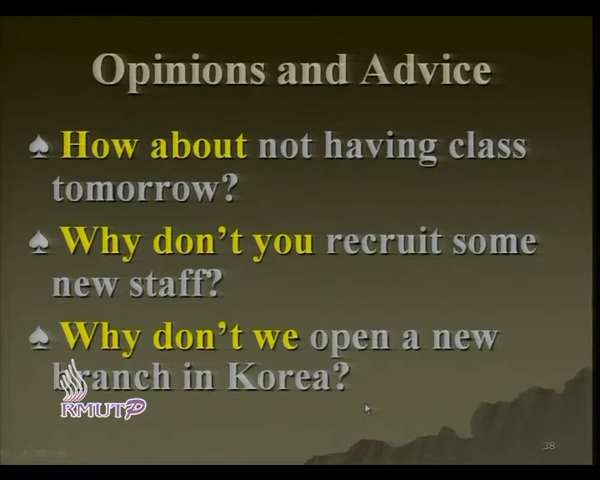 Opinions and Advice
♠ How about not having class
tomorrow?
♠ Why don't you recruit some
new staff?
♠ Why don't we open a new
branch in Korea?
RMUTP
38